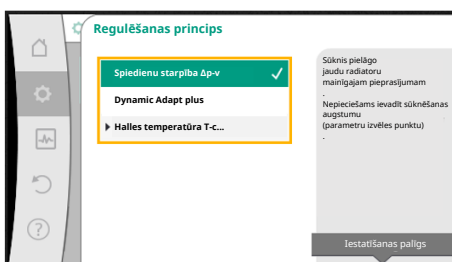 Regulēšanas princips
Spiedienu starpība Δp-v
Dynamic Adapt plus
Halles temperatūra T-c...
Sūknis pielāgo
jaudu radiatoru
mainīgajam pieprasījumam
.
Nepieciešams ievadīt sūknēšanas
augstumu
(parametru izvēles punktu)
.
Iestatīšanas palīgs